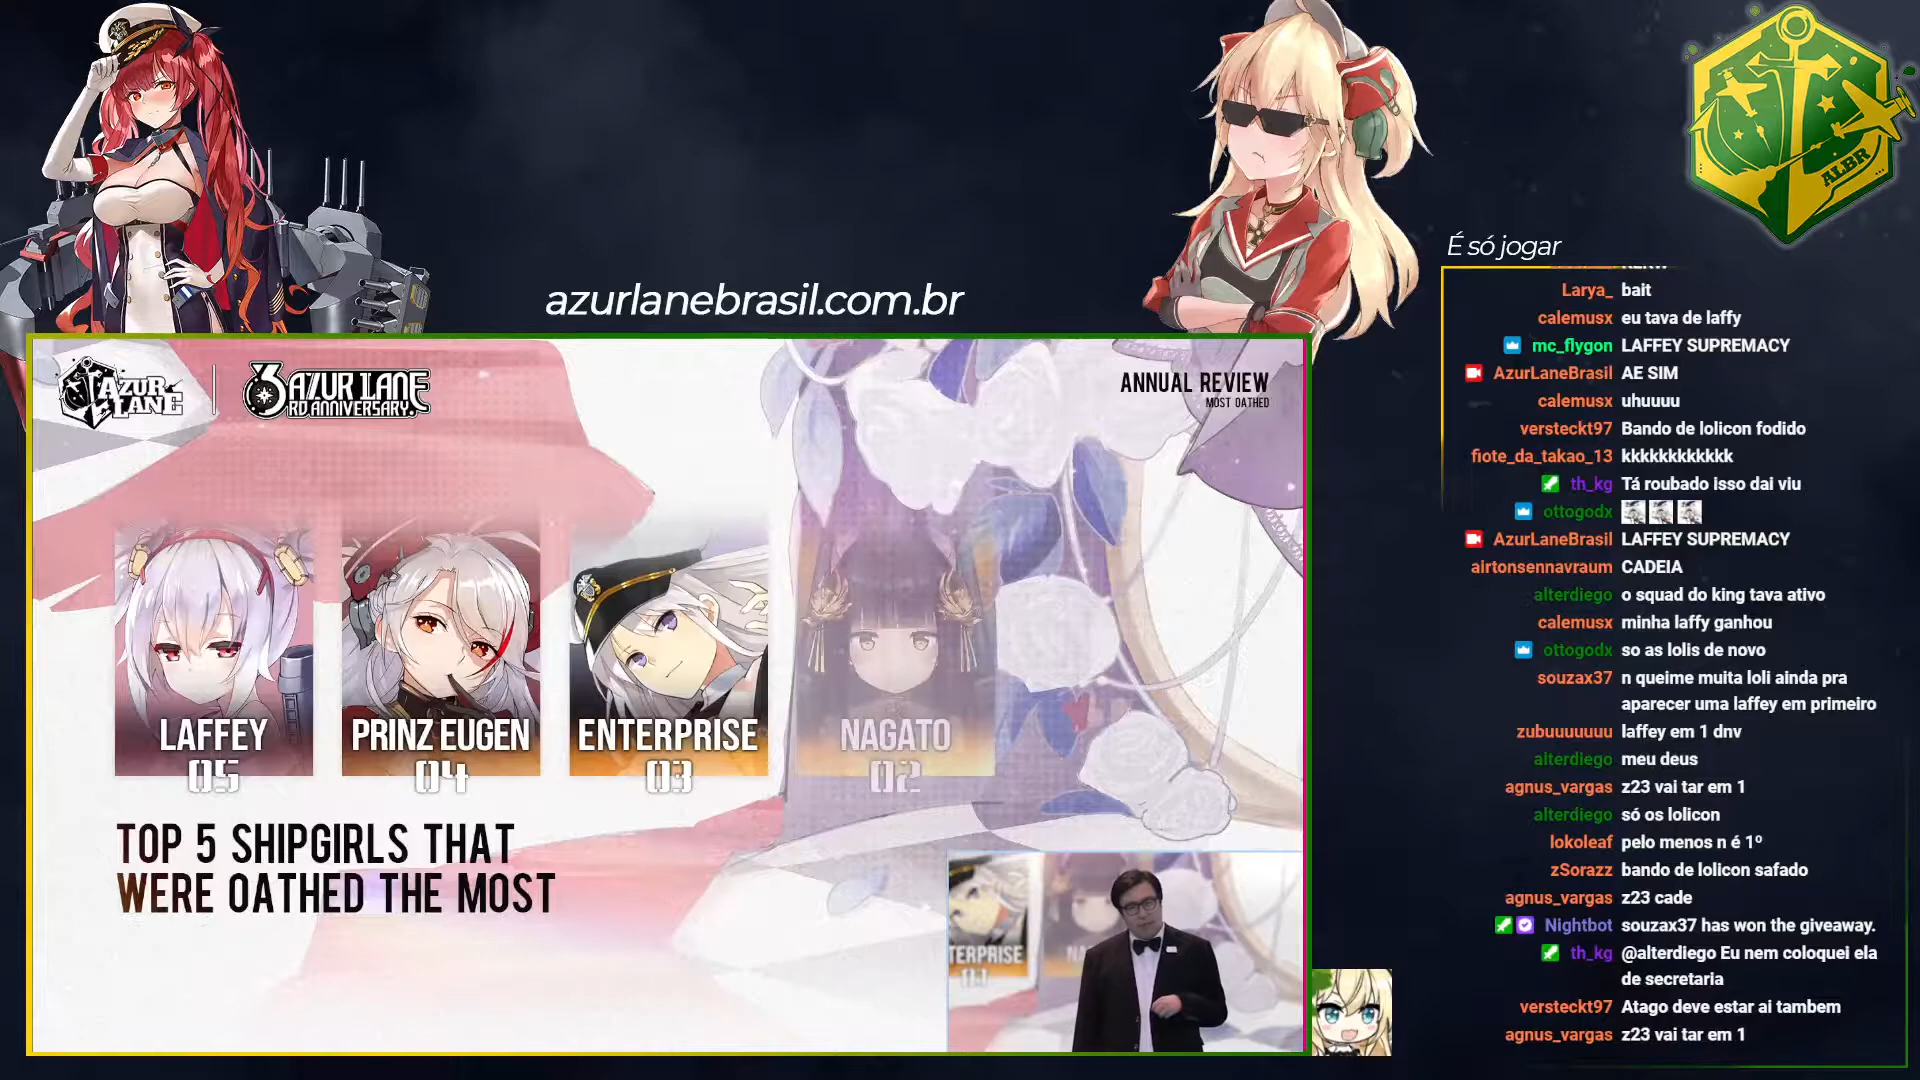 azurlanebrasil.com.br
ALBR
É só jogar
Larya_ bait
calemusx eu tava de laffy
mc_flygon LAFFEY SUPREMACY
AzurLaneBrasil AE SIM
calemusx uhuuuu
versteckt97 Bando de lolicon fodido
fiote_da_takao_13 kkkkkkkkkkkk
th_kg Tá roubado isso dai viu
ottogodx
AzurLaneBrasil LAFFEY SUPREMACY
airtonsennavraum CADEIA
alterdiego o squad do king tava ativo
calemusx minha laffy ganhou
ottogodx so as lolis de novo
souzax37 n queime muita loli ainda pra
aparecer uma laffey em primeiro
zubuuuuuuu laffey em 1 dnv
alterdiego meu deus
agnus_vargas z23 vai tar em 1
alterdiego só os lolicon
lokoleaf pelo menos n é 1º
zSorazz bando de lolicon safado
agnus_vargas z23 cade
Nightbot souzax37 has won the giveaway.
th_kg @alterdiego Eu nem coloquei ela
de secretaria
versteckt97 Atago deve estar ai tambem
agnus_vargas z23 vai tar em 1
AZUR
LANE
3 AZUR LANE
RD ANNIVERSARY.
ANNUAL REVIEW
MOST OATHED
LAFFEY
05
PRINZ EUGEN
04
ENTERPRISE
03
NAGATO
02
TOP 5 SHIPGIRLS THAT
WERE OATHED THE MOST
TERPRISE
NA